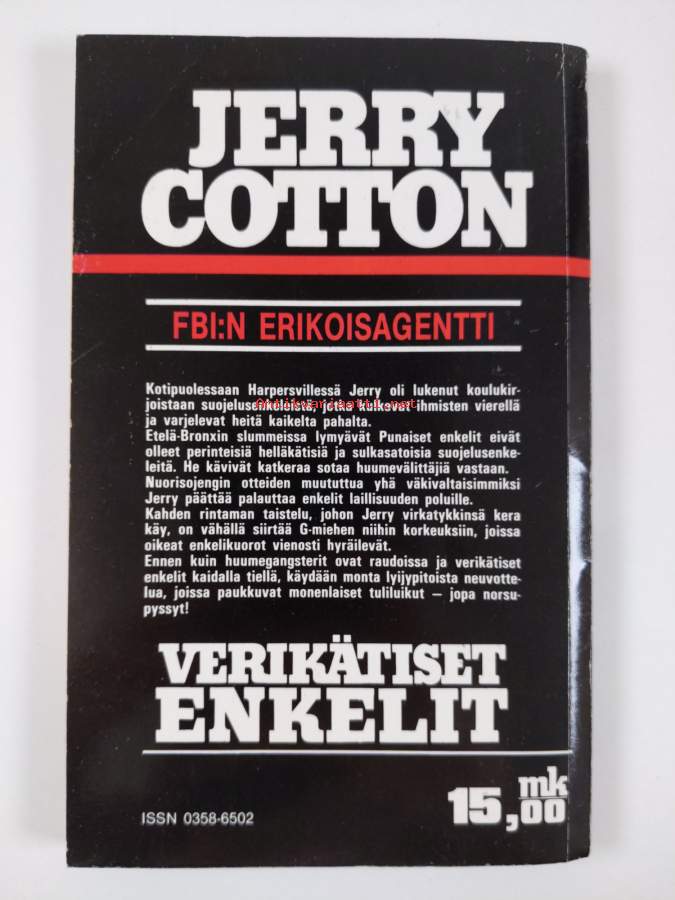 JERRY
COTTON
FBI:N ERIKOISAGENTTI
Kotipuolessaan Harpersvillessä Jerry oli lukenut koulukir-
joistaan suojelusenkeleistä, jotka kulkevat ihmisten vierellä
ja varjelevat heitä kaikelta pahalta.
Etelä-Bronxin slummeissa lymyävät Punaiset enkelit eivät
olleet perinteisiä helläkätisiä ja sulkasatoisia suojelusenke-
leitä. He kävivät katkeraa sotaa huumevälittäjiä vastaan.
Nuorisojengin otteiden muututtua yhä väkivaltaisimmiksi
Jerry päättää palauttaa enkelit laillisuuden poluille.
Kahden rintaman taistelu, johon Jerry virkatykkinsä kera
käy, on vähällä siirtää G-miehen niihin korkeuksiin, joissa
oikeat enkelikuorot vienosti hyräilevät.
Ennen kuin huumegangsterit ovat raudoissa ja verikätiset
enkelit kaidalla tiellä, käydään monta lyijypitoista neuvotte-
lua, joissa paukkuvat monenlaiset tuliluikut – jopa norsu-
pyssyt!
VERIKÄTISET
ENKELIT
ISSN 0358-6502
15,00 mk
Antikvariaatti.net